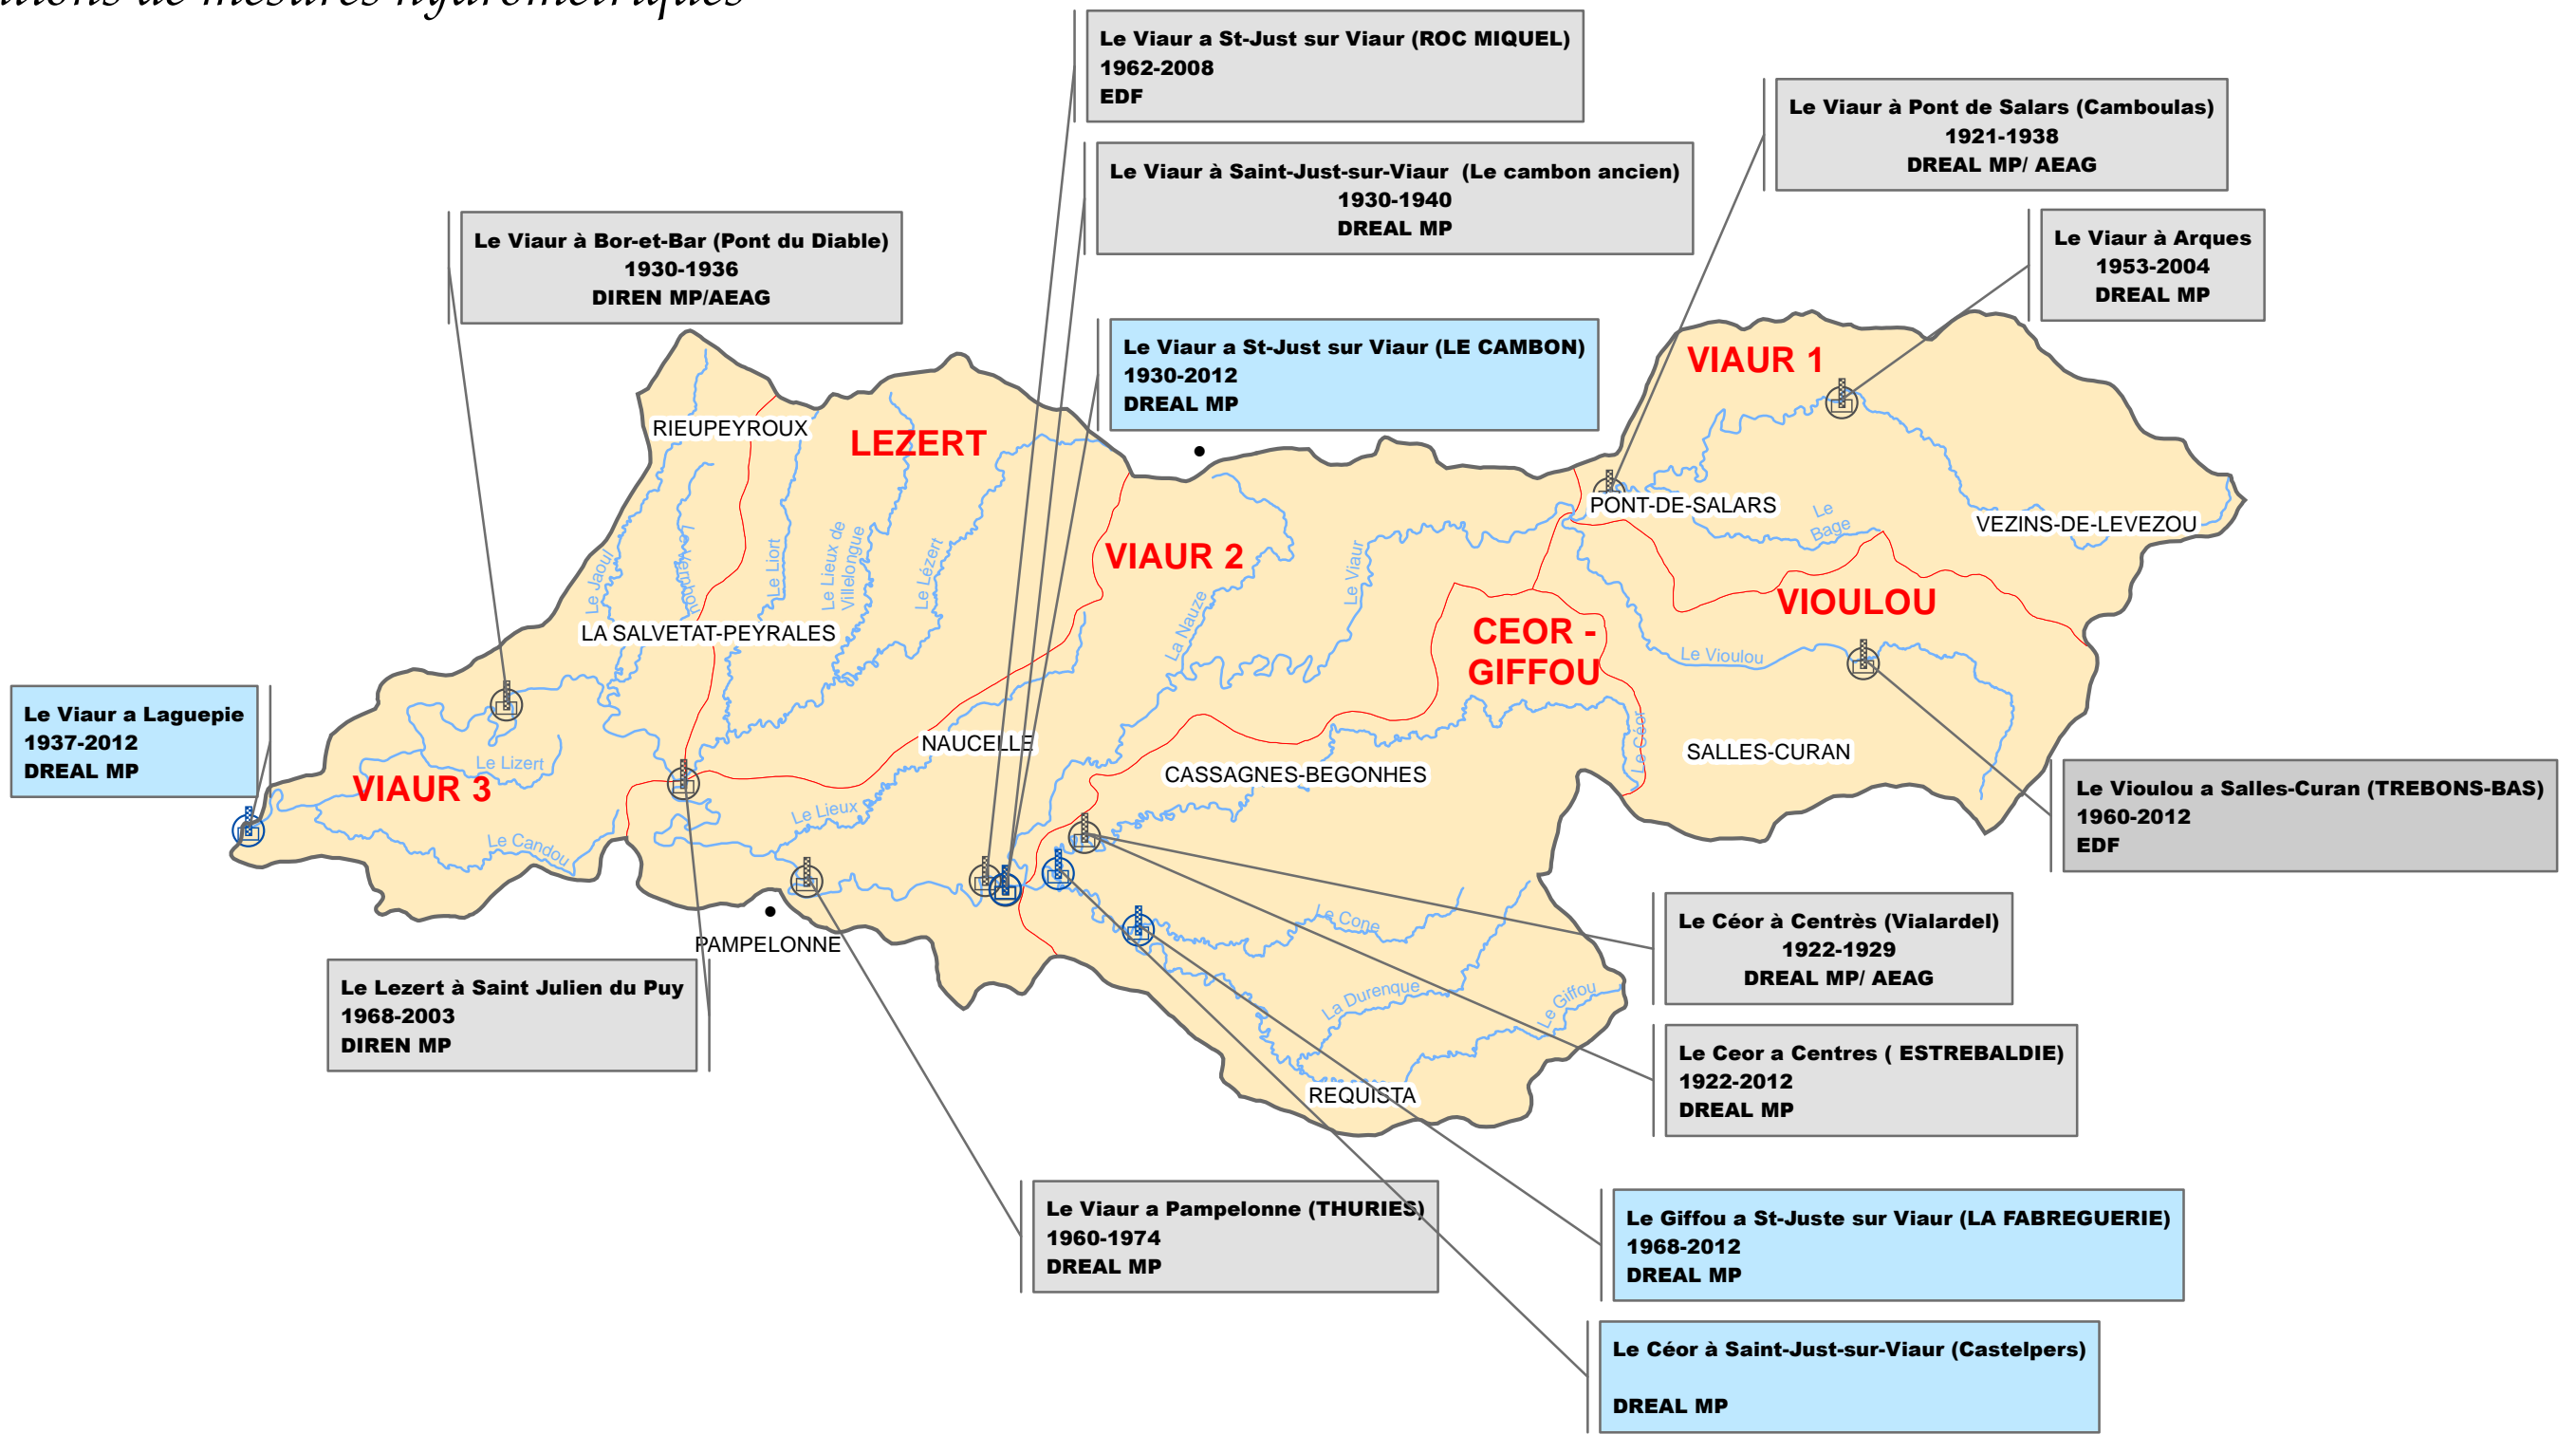 de mesures hydrométriques
Le Viaur a St-Just sur Viaur (ROC MIQUEL)
1962-2008
EDF
Le Viaur à Pont de Salars (Camboulas)
1921-1938
DREAL MP/ AEAG
Le Viaur à Saint-Just-sur-Viaur (Le cambon ancien)
1930-1940
DREAL MP
Le Viaur à Bor-et-Bar (Pont du Diable)
1930-1936
DIREN MP/AEAG
Le Viaur à Arques
1953-2004
DREAL MP
Le Viaur a St-Just sur Viaur (LE CAMBON)
1930-2012
DREAL MP
VIAUR 1
RIEUPEYROUX
LEZERT
PONT-DE-SALARS
Le
Bage
VEZINS-DE-LEVEZOU
VIAUR 2
Le Jaoul
Le Vernhou
Le Liort
Le Lieux de
Villelongue
Le Lézert
Le Viaur
La Nauze
VIOULOU
CEOR -
GIFFOU
LA SALVETAT-PEYRALES
Le Vioulou
Le Viaur a Laguepie
1937-2012
DREAL MP
NAUCELLE
Le Céor
SALLES-CURAN
Le Lizert
VIAUR 3
CASSAGNES-BEGONHES
Le Lieux
Le Candou
Le Vioulou a Salles-Curan (TREBONS-BAS)
1960-2012
EDF
PAMPELONNE
Le Cone
Le Céor à Centrès (Vialardel)
1922-1929
DREAL MP/ AEAG
Le Lezert à Saint Julien du Puy
1968-2003
DIREN MP
La Durenque
Le Giffou
REQUISTA
Le Ceor a Centres ( ESTREBALDIE)
1922-2012
DREAL MP
Le Viaur a Pampelonne (THURIES)
1960-1974
DREAL MP
Le Giffou a St-Juste sur Viaur (LA FABREGUERIE)
1968-2012
DREAL MP
Le Céor à Saint-Just-sur-Viaur (Castelpers)
DREAL MP